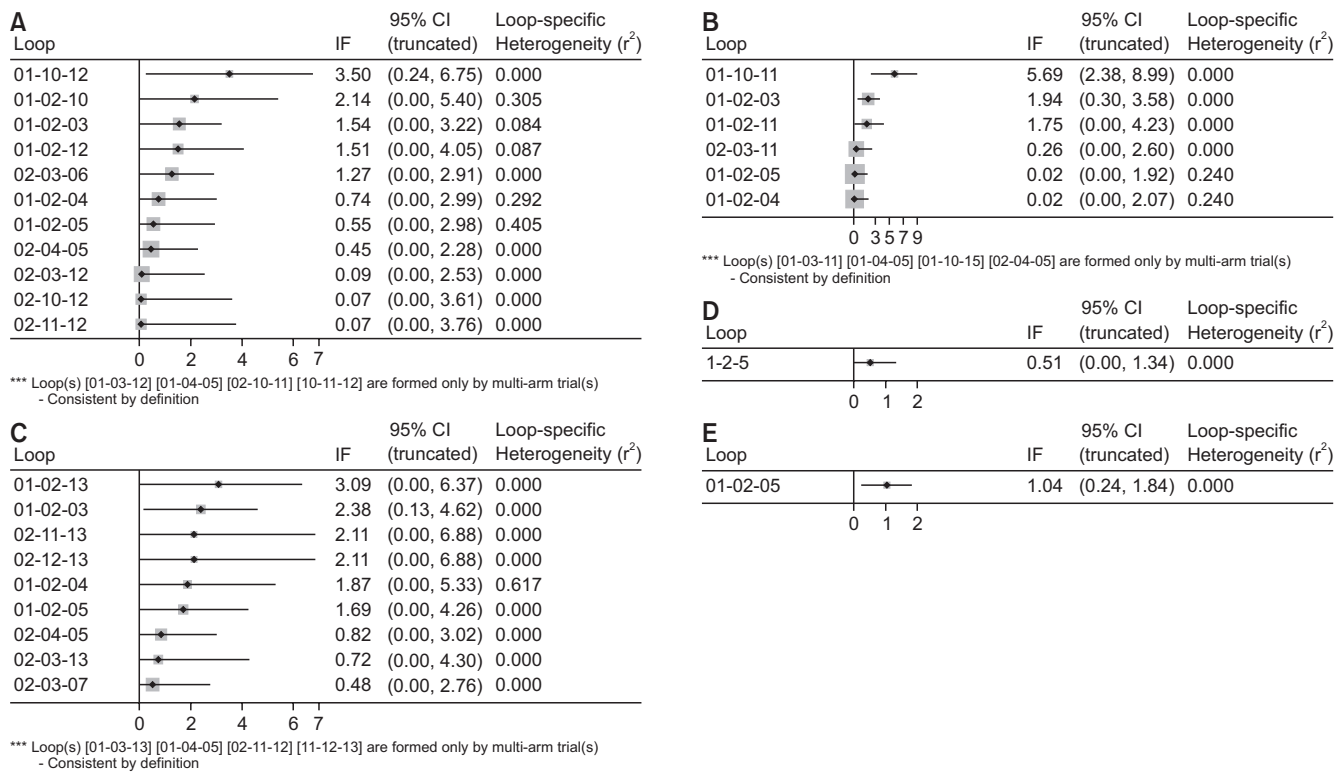 A
Loop IF 95% CI (truncated) Loop-specific Heterogeneity (r²)
01-10-12 3.50 (0.24, 6.75) 0.000
01-02-10 2.14 (0.00, 5.40) 0.305
01-02-03 1.54 (0.00, 3.22) 0.084
01-02-12 1.51 (0.00, 4.05) 0.087
02-03-06 1.27 (0.00, 2.91) 0.000
01-02-04 0.74 (0.00, 2.99) 0.292
01-02-05 0.55 (0.00, 2.98) 0.405
02-04-05 0.45 (0.00, 2.28) 0.000
02-03-12 0.09 (0.00, 2.53) 0.000
02-10-12 0.07 (0.00, 3.61) 0.000
02-11-12 0.07 (0.00, 3.76) 0.000
0 2 4 6 7
*** Loop(s) [01-03-12] [01-04-05] [02-10-11] [10-11-12] are formed only by multi-arm trial(s)
- Consistent by definition
B
Loop IF 95% CI (truncated) Loop-specific Heterogeneity (r²)
01-10-11 5.69 (2.38, 8.99) 0.000
01-02-03 1.94 (0.30, 3.58) 0.000
01-02-11 1.75 (0.00, 4.23) 0.000
02-03-11 0.26 (0.00, 2.60) 0.000
01-02-05 0.02 (0.00, 1.92) 0.240
01-02-04 0.02 (0.00, 2.07) 0.240
0 3 5 7 9
*** Loop(s) [01-03-11] [01-04-05] [01-10-15] [02-04-05] are formed only by multi-arm trial(s)
- Consistent by definition
C
Loop IF 95% CI (truncated) Loop-specific Heterogeneity (r²)
01-02-13 3.09 (0.00, 6.37) 0.000
01-02-03 2.38 (0.13, 4.62) 0.000
02-11-13 2.11 (0.00, 6.88) 0.000
02-12-13 2.11 (0.00, 6.88) 0.000
01-02-04 1.87 (0.00, 5.33) 0.617
01-02-05 1.69 (0.00, 4.26) 0.000
02-04-05 0.82 (0.00, 3.02) 0.000
02-03-13 0.72 (0.00, 4.30) 0.000
02-03-07 0.48 (0.00, 2.76) 0.000
0 2 4 6 7
*** Loop(s) [01-03-13] [01-04-05] [02-11-12] [11-12-13] are formed only by multi-arm trial(s)
- Consistent by definition
D
Loop IF 95% CI (truncated) Loop-specific Heterogeneity (r²)
1-2-5 0.51 (0.00, 1.34) 0.000
0 1 2
E
Loop IF 95% CI (truncated) Loop-specific Heterogeneity (r²)
01-02-05 1.04 (0.24, 1.84) 0.000
0 1 2